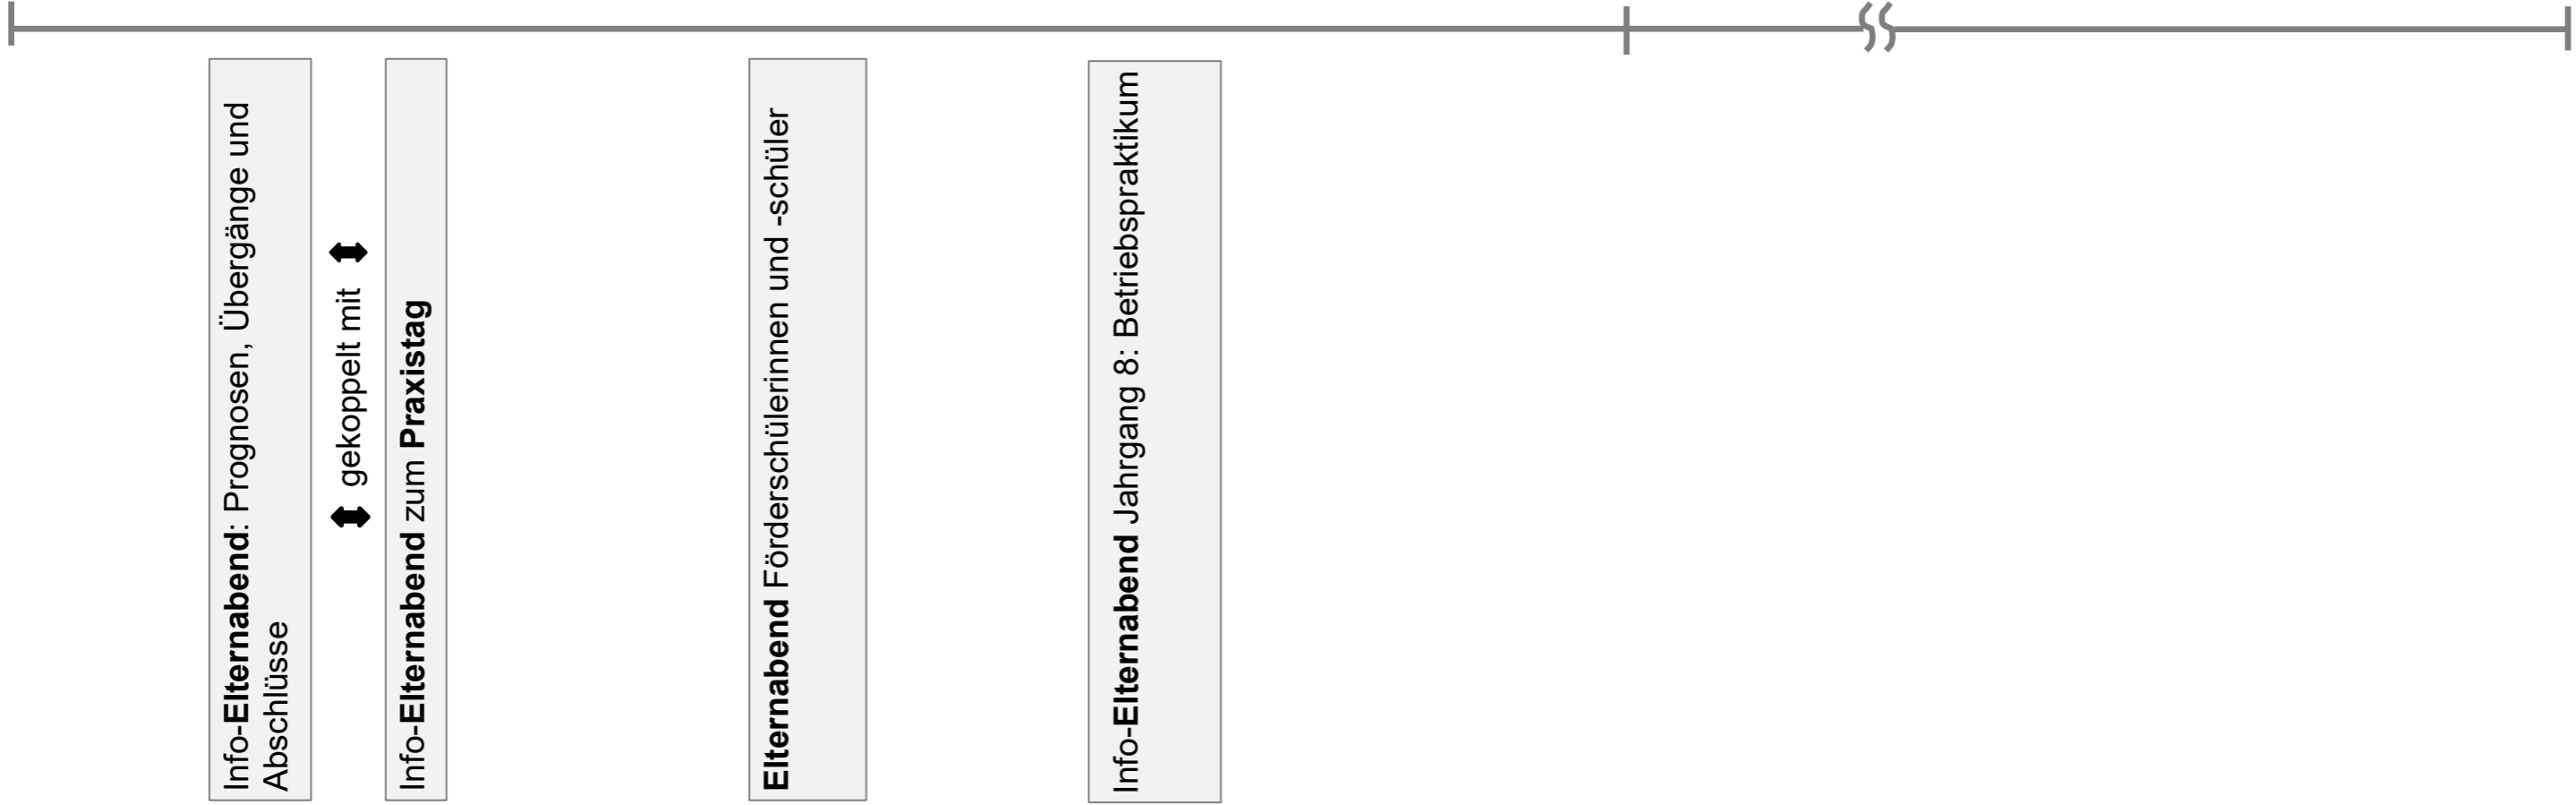 Info-Elternabend: Prognosen, Übergänge und
Abschlüsse
gekoppelt mit
Info-Elternabend zum Praxistag
Elternabend Förderschülerinnen und -schüler
Info-Elternabend Jahrgang 8: Betriebspraktikum